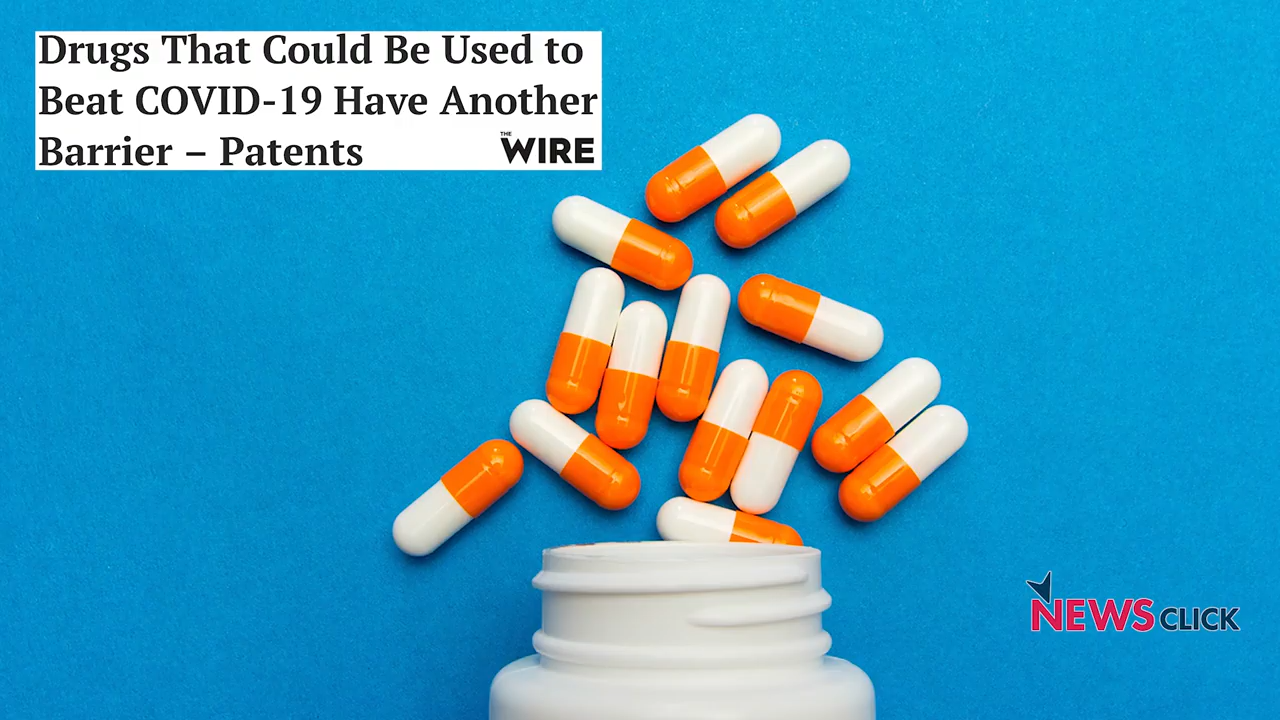 Drugs That Could Be Used to
Beat COVID-19 Have Another
Barrier – Patents
THE
WIRE
NEWSCLICK